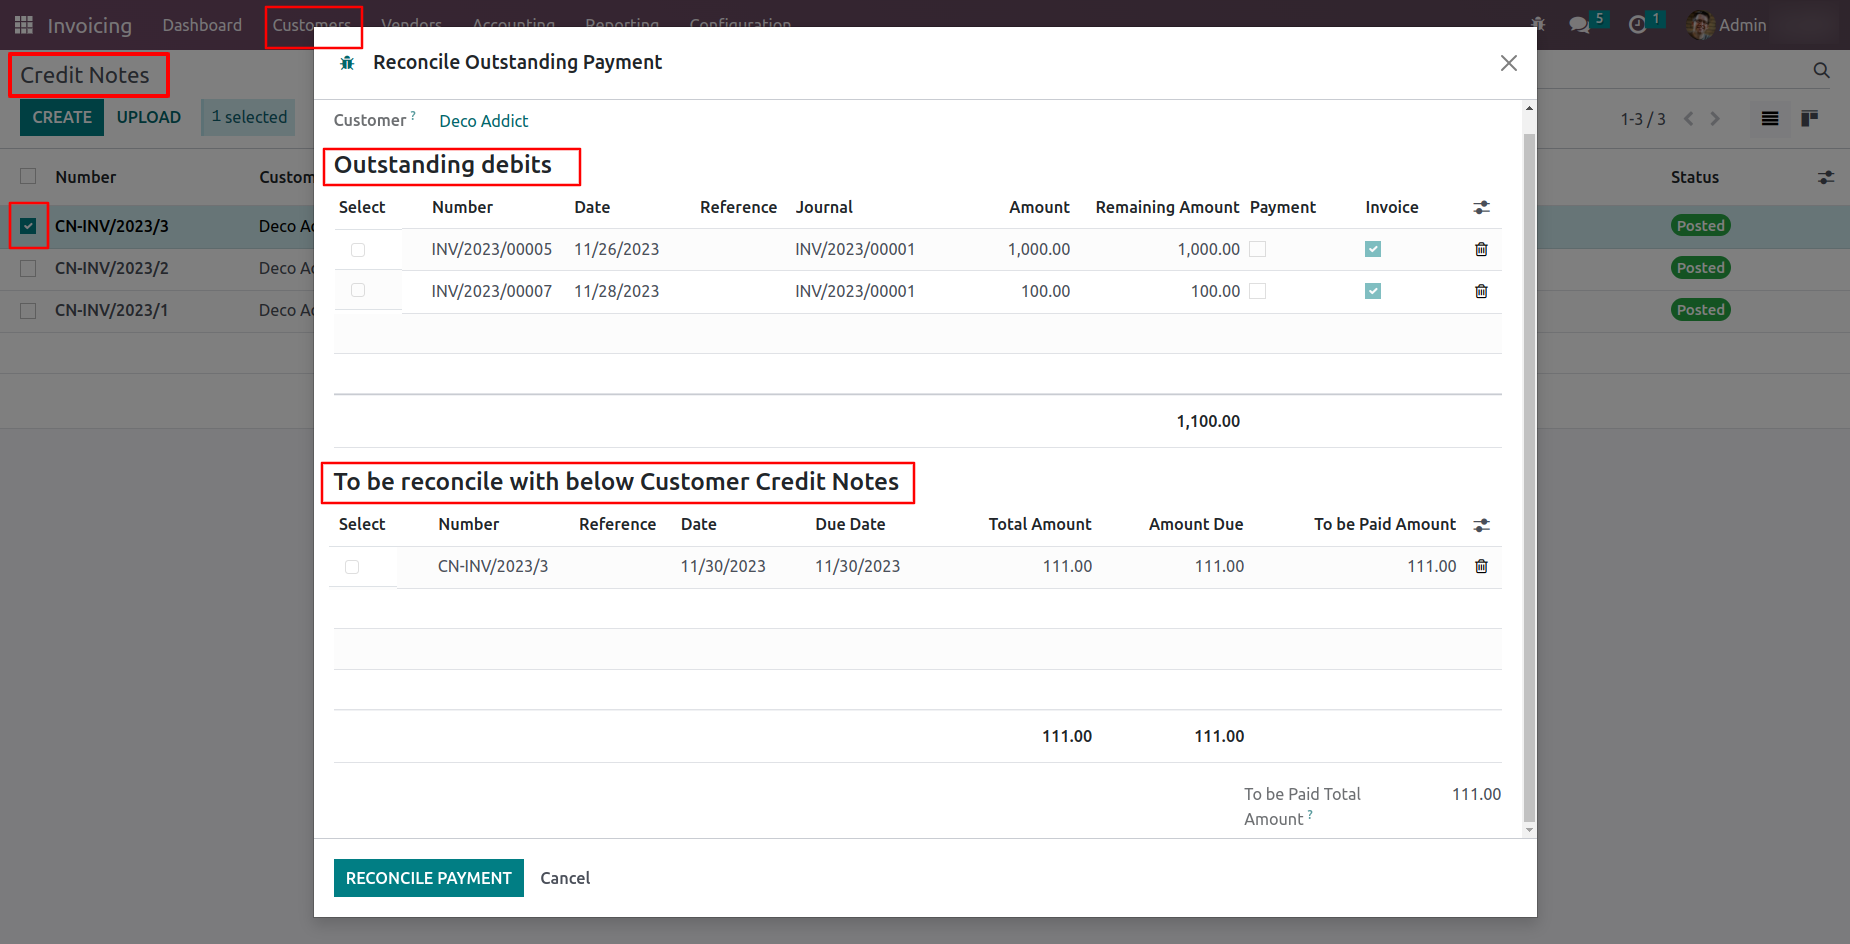 Invoicing Dashboard Customers Vendors Accounting Reporting Configuration 5 1 Admin
Credit Notes
CREATE UPLOAD 1 selected
1-3 / 3
Number Custom Status
CN-INV/2023/3 Deco Ad Posted
CN-INV/2023/2 Deco Ad Posted
CN-INV/2023/1 Deco Ad Posted
Reconcile Outstanding Payment
Customer ? Deco Addict
Outstanding debits
Select Number Date Reference Journal Amount Remaining Amount Payment Invoice
INV/2023/00005 11/26/2023 INV/2023/00001 1,000.00 1,000.00
INV/2023/00007 11/28/2023 INV/2023/00001 100.00 100.00
1,100.00
To be reconcile with below Customer Credit Notes
Select Number Reference Date Due Date Total Amount Amount Due To be Paid Amount
CN-INV/2023/3 11/30/2023 11/30/2023 111.00 111.00 111.00
111.00 111.00
To be Paid Total 111.00
Amount ?
RECONCILE PAYMENT Cancel